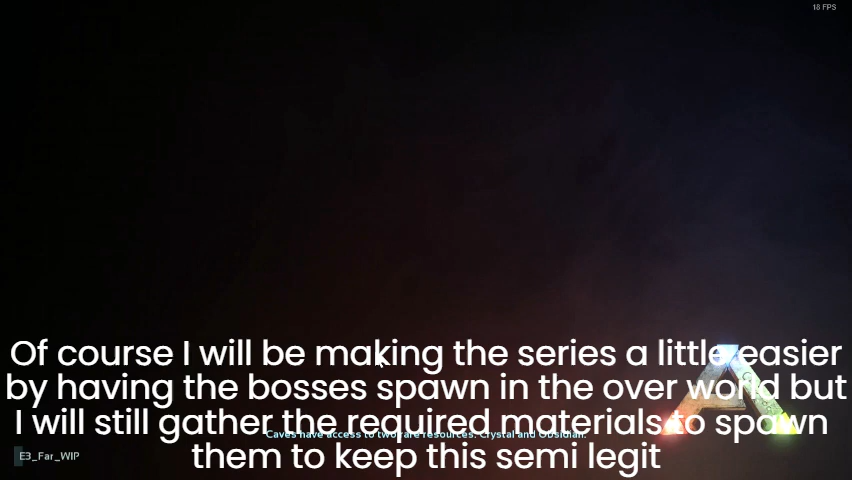 18 FPS
Of course I will be making the series a little easier
by having the bosses spawn in the over world but
I will still gather the required materials to spawn
Caves have access to two rare resources: Crystal and Obsidian.
them to keep this semi legit
E3_Far_WIP